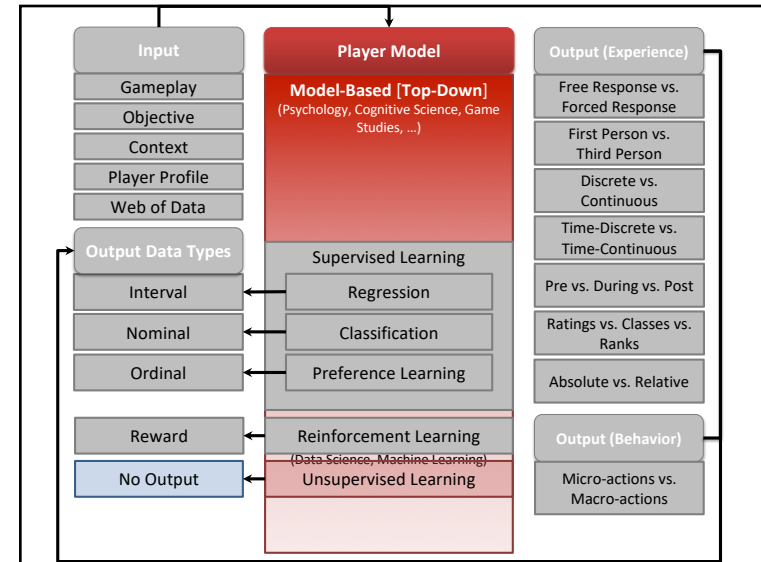 Input
Gameplay
Objective
Context
Player Profile
Web of Data
Output Data Types
Interval
Nominal
Ordinal
Reward
No Output
Player Model
Model-Based [Top-Down]
(Psychology, Cognitive Science, Game
Studies, …)
Supervised Learning
Regression
Classification
Preference Learning
Reinforcement Learning
(Data Science, Machine Learning)
Unsupervised Learning
Output (Experience)
Free Response vs.
Forced Response
First Person vs.
Third Person
Discrete vs.
Continuous
Time-Discrete vs.
Time-Continuous
Pre vs. During vs. Post
Ratings vs. Classes vs.
Ranks
Absolute vs. Relative
Output (Behavior)
Micro-actions vs.
Macro-actions